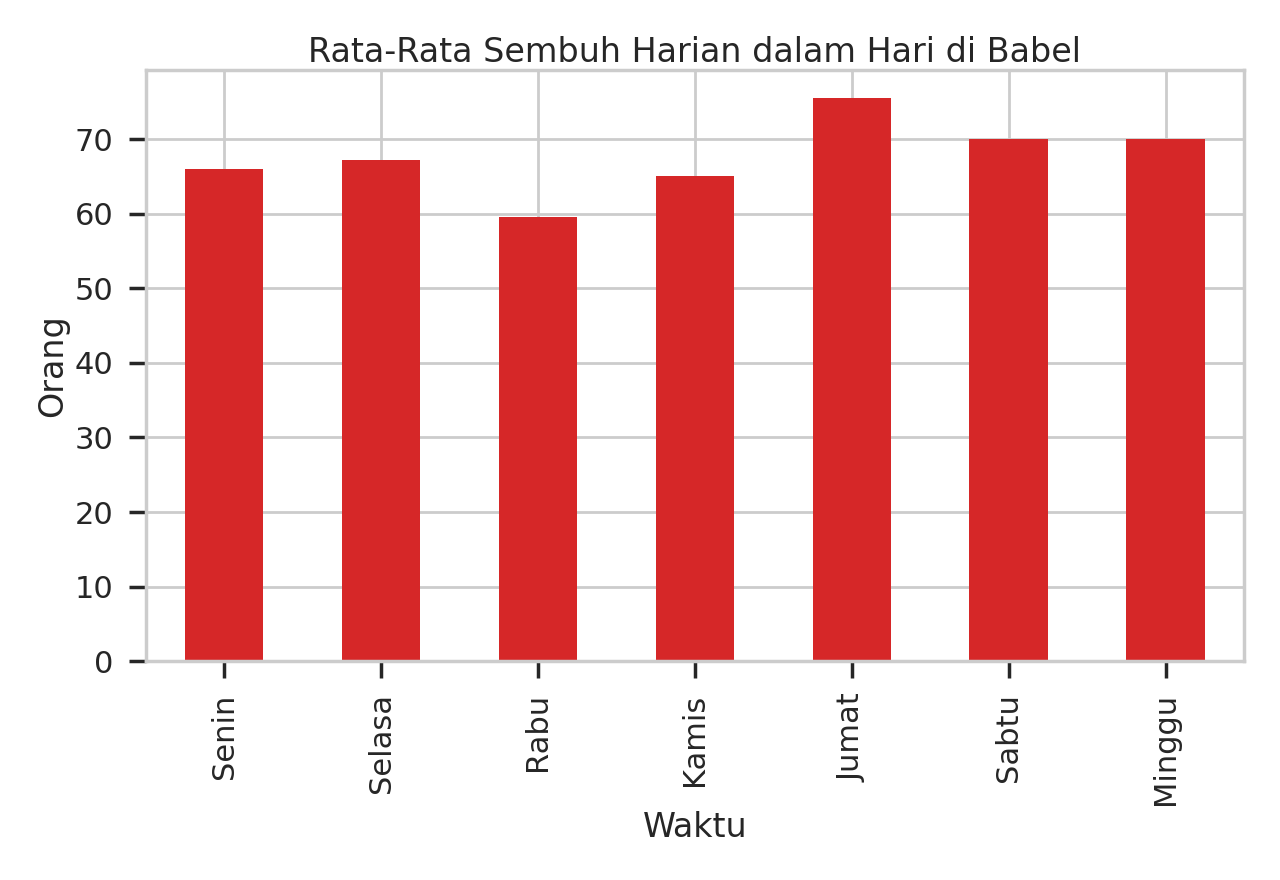 Rata-Rata Sembuh Harian dalam Hari di Babel
70
60
50
40
30
20
10
0
Orang
Senin
Selasa
Rabu
Kamis
Jumat
Sabtu
Minggu
Waktu